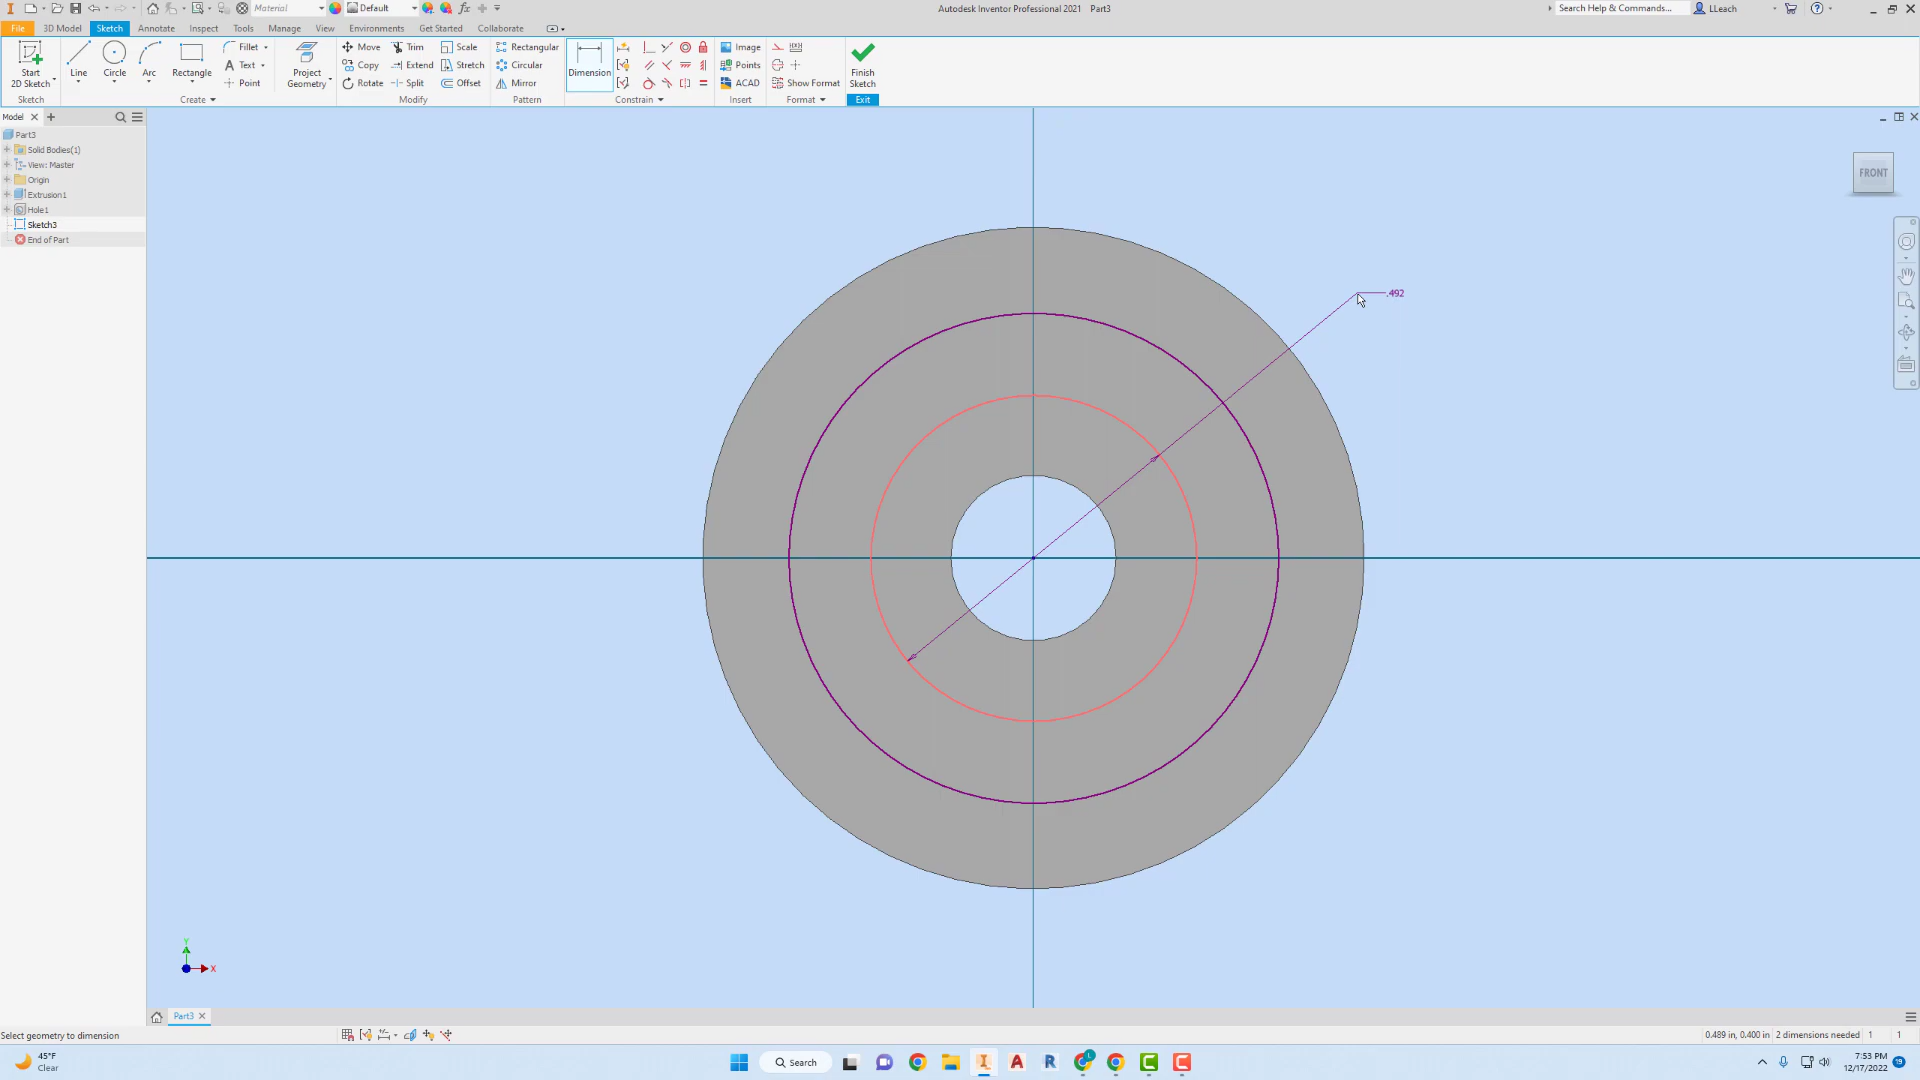 Material Default Autodesk Inventor Professional 2021 Part3 Search Help & Commands... LLeach
File 3D Model Sketch Annotate Inspect Tools Manage View Environments Get Started Collaborate
Start 2D Sketch Line Circle Arc Rectangle Fillet Text Point Project Geometry Move Copy Rotate Trim Extend Split Scale Stretch Offset Rectangular Circular Mirror Dimension Image Points ACAD Show Format Finish Sketch
Sketch Create Modify Pattern Constrain Insert Format Exit
Model
Part3
Solid Bodies(1)
View: Master
Origin
Extrusion1
Hole1
Sketch3
End of Part
FRONT
.492
Y
X
Part3
Select geometry to dimension 0.489 in, 0.400 in 2 dimensions needed 1 1
45°F
Clear
Search
7:53 PM
12/17/2022
19